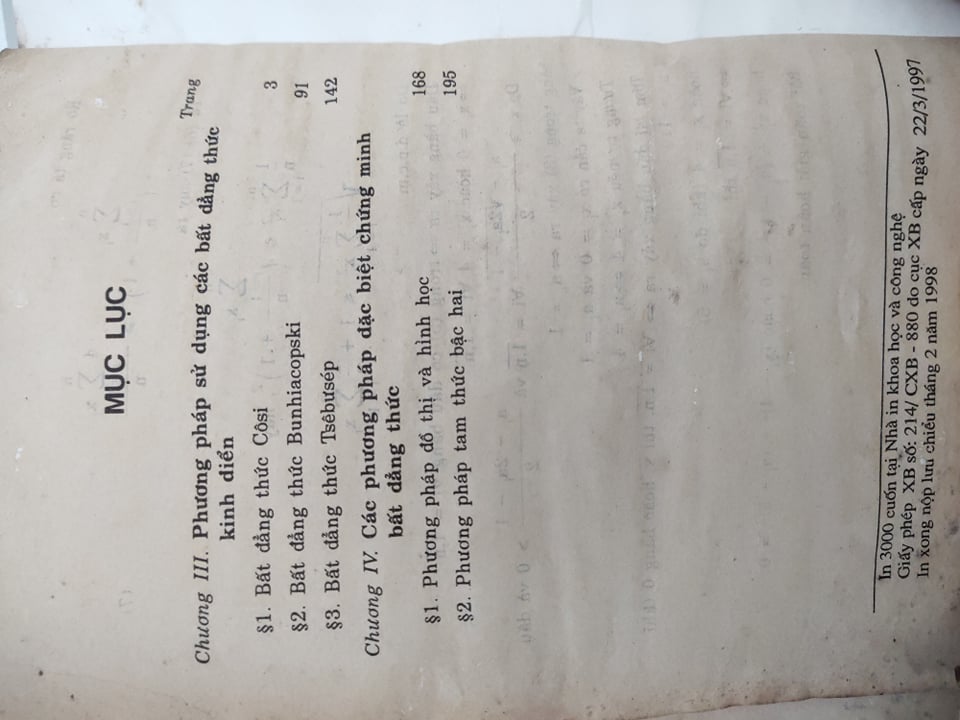 MỤC LỤC
Trang
Chương III. Phương pháp sử dụng các bất đẳng thức
kinh điển
§1. Bất đẳng thức Côsi 3
§2. Bất đẳng thức Bunhiacopski 91
§3. Bất đẳng thức Tsêbưsép 142
Chương IV. Các phương pháp đặc biệt chứng minh
bất đẳng thức
§1. Phương pháp đồ thị và hình học 168
§2. Phương pháp tam thức bậc hai 195
In 3000 cuốn tại Nhà in khoa học và công nghệ
Giấy phép XB số: 214/ CXB - 880 do cục XB cấp ngày 22/3/1997
In xong nộp lưu chiểu tháng 2 năm 1998